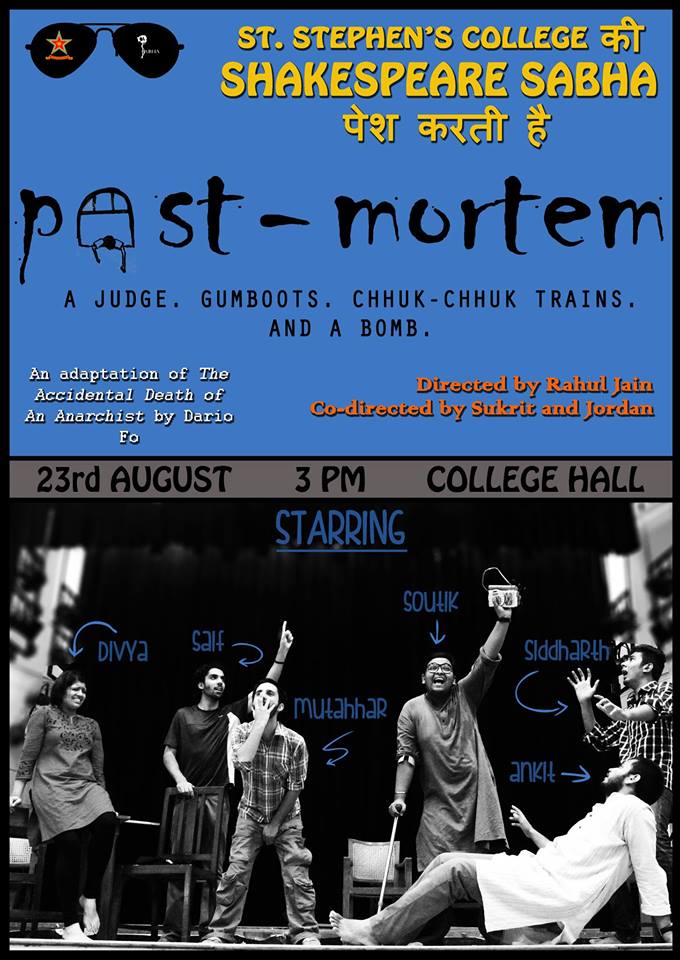 SABHA
ST. STEPHEN'S COLLEGE की
SHAKESPEARE SABHA
पेश करती है
post-mortem
A JUDGE. GUMBOOTS. CHHUK-CHHUK TRAINS.
AND A BOMB.
An adaptation of The
Accidental Death of
An Anarchist by Dario
Fo
Directed by Rahul Jain
Co-directed by Sukrit and Jordan
23rd AUGUST 3 PM COLLEGE HALL
STARRING
DIVYA
SAIF
MUTAHHAR
SOUTIK
SIDDHARTH
ANKIT